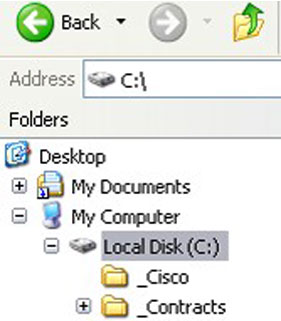 Back
Address C:\
Folders
Desktop
My Documents
My Computer
Local Disk (C:)
_Cisco
_Contracts